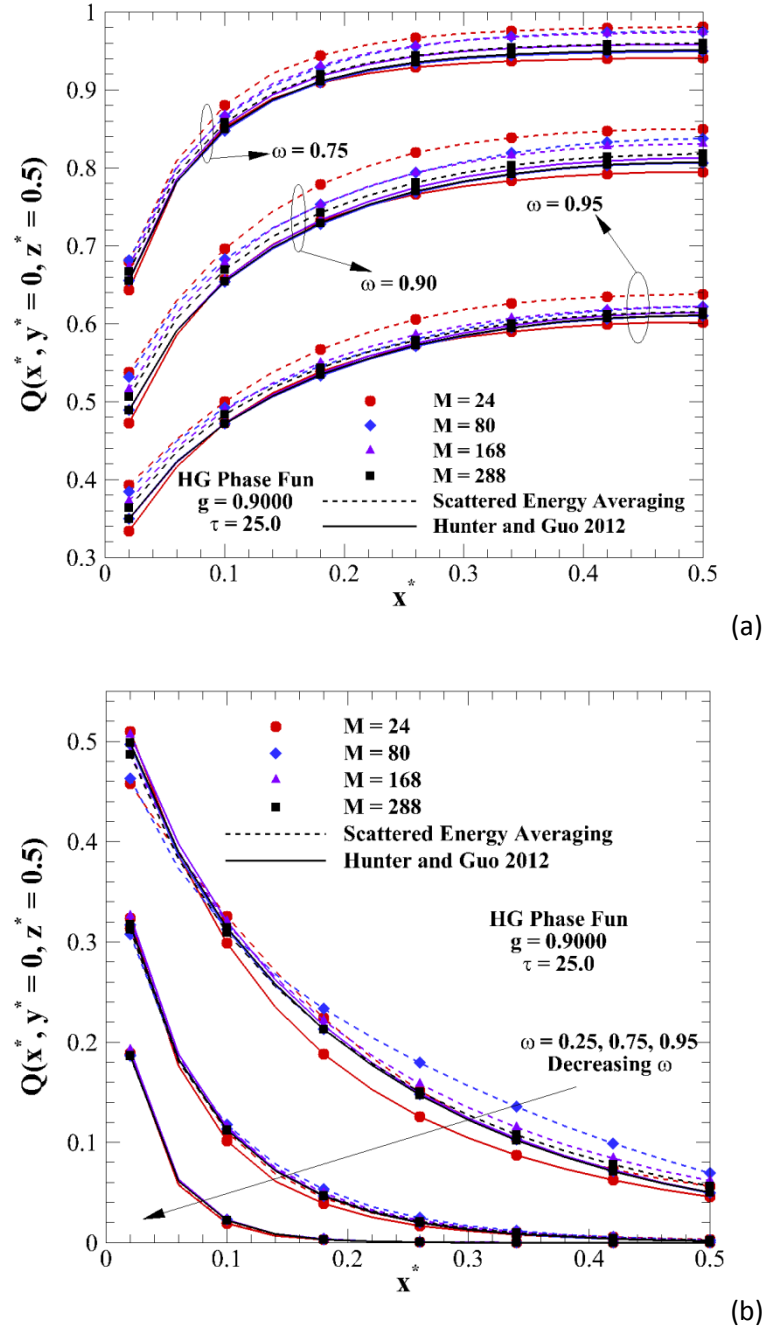 (a)
1
0.9
0.8
0.7
0.6
0.5
0.4
0.3
Q(x*, y* = 0, z* = 0.5)
ω = 0.75
ω = 0.95
ω = 0.90
M = 24
M = 80
M = 168
M = 288
Scattered Energy Averaging
Hunter and Guo 2012
HG Phase Fun
g = 0.9000
τ = 25.0
0 0.1 0.2 0.3 0.4 0.5
x*
(b)
0.5
0.4
0.3
0.2
0.1
0
Q(x*, y* = 0, z* = 0.5)
M = 24
M = 80
M = 168
M = 288
Scattered Energy Averaging
Hunter and Guo 2012
HG Phase Fun
g = 0.9000
τ = 25.0
ω = 0.25, 0.75, 0.95
Decreasing ω
0 0.1 0.2 0.3 0.4 0.5
x*